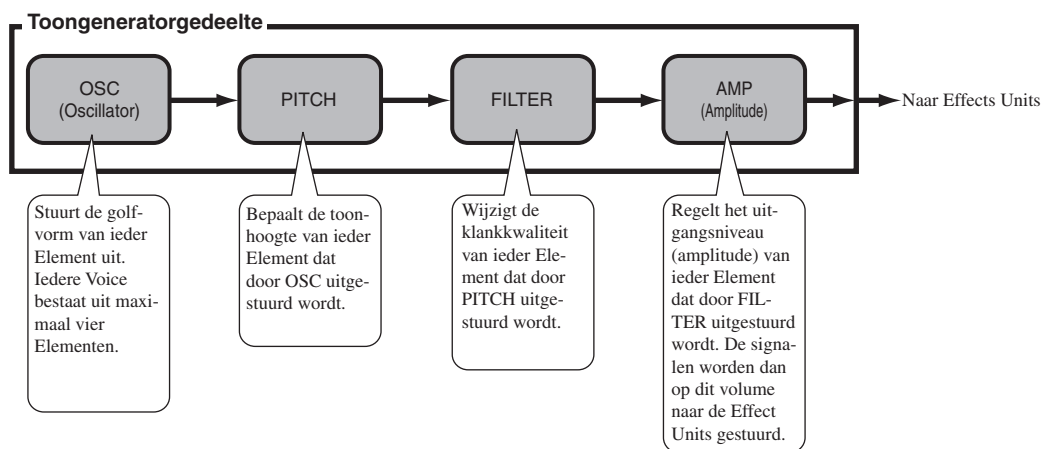 Toongeneratorgedeelte
OSC
(Oscillator)
PITCH
FILTER
AMP
(Amplitude)
Naar Effects Units
Stuurt de golf-
vorm van ieder
Element uit.
Iedere Voice
bestaat uit maxi-
maal vier
Elementen.
Bepaalt de toon-
hoogte van ieder
Element dat
door OSC uitge-
stuurd wordt.
Wijzigt de
klankkwaliteit
van ieder Ele-
ment dat door
PITCH uitge-
stuurd wordt.
Regelt het uit-
gangsniveau
(amplitude) van
ieder Element
dat door FIL-
TER uitgestuurd
wordt. De signa-
len worden dan
op dit volume
naar de Effect
Units gestuurd.